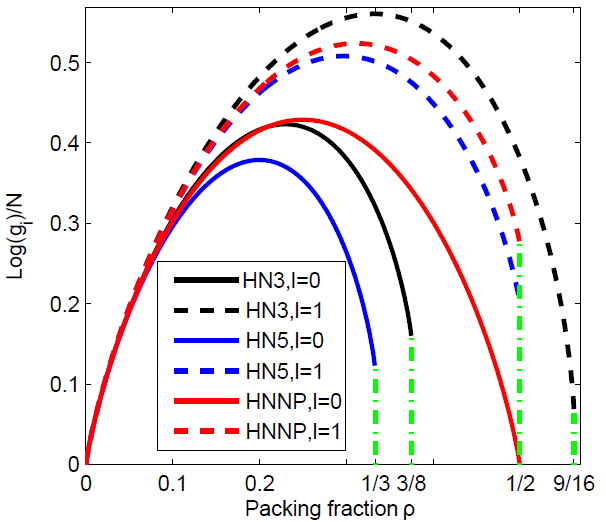 Log(g_l)/N
0.5
0.4
0.3
0.2
0.1
0
HN3,l=0
HN3,l=1
HN5,l=0
HN5,l=1
HNNP,l=0
HNNP,l=1
0 0.1 0.2 1/3 3/8 1/2 9/16
Packing fraction ρ